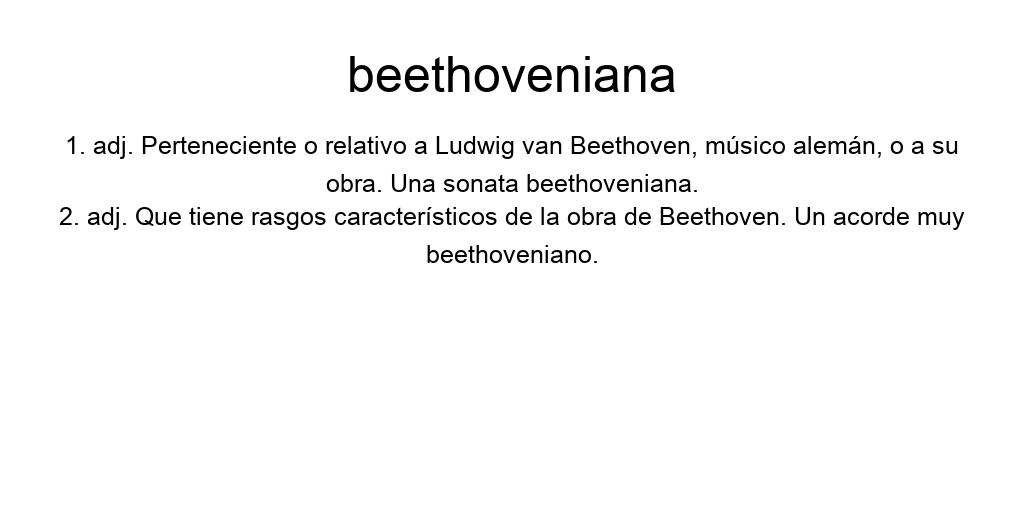 beethoveniana
1. adj. Perteneciente o relativo a Ludwig van Beethoven, músico alemán, o a su
obra. Una sonata beethoveniana.
2. adj. Que tiene rasgos característicos de la obra de Beethoven. Un acorde muy
beethoveniano.